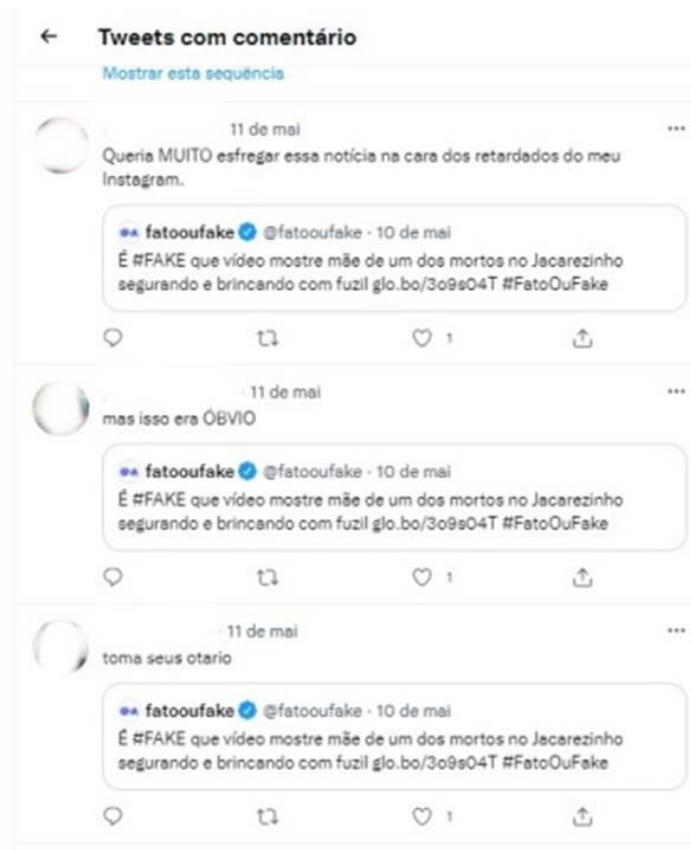 Tweets com comentário
Mostrar esta sequência
11 de mai
Queria MUITO esfregar essa notícia na cara dos retardados do meu
Instagram.
fatooufake @fatooufake · 10 de mai
É #FAKE que vídeo mostre mãe de um dos mortos no Jacarezinho
segurando e brincando com fuzil glo.bo/3o9s04T #FatoOuFake
1
· 11 de mai
mas isso era ÓBVIO
fatooufake @fatooufake · 10 de mai
É #FAKE que vídeo mostre mãe de um dos mortos no Jacarezinho
segurando e brincando com fuzil glo.bo/3o9s04T #FatoOuFake
1
· 11 de mai
toma seus otario
fatooufake @fatooufake · 10 de mai
É #FAKE que vídeo mostre mãe de um dos mortos no Jacarezinho
segurando e brincando com fuzil glo.bo/3o9s04T #FatoOuFake
1